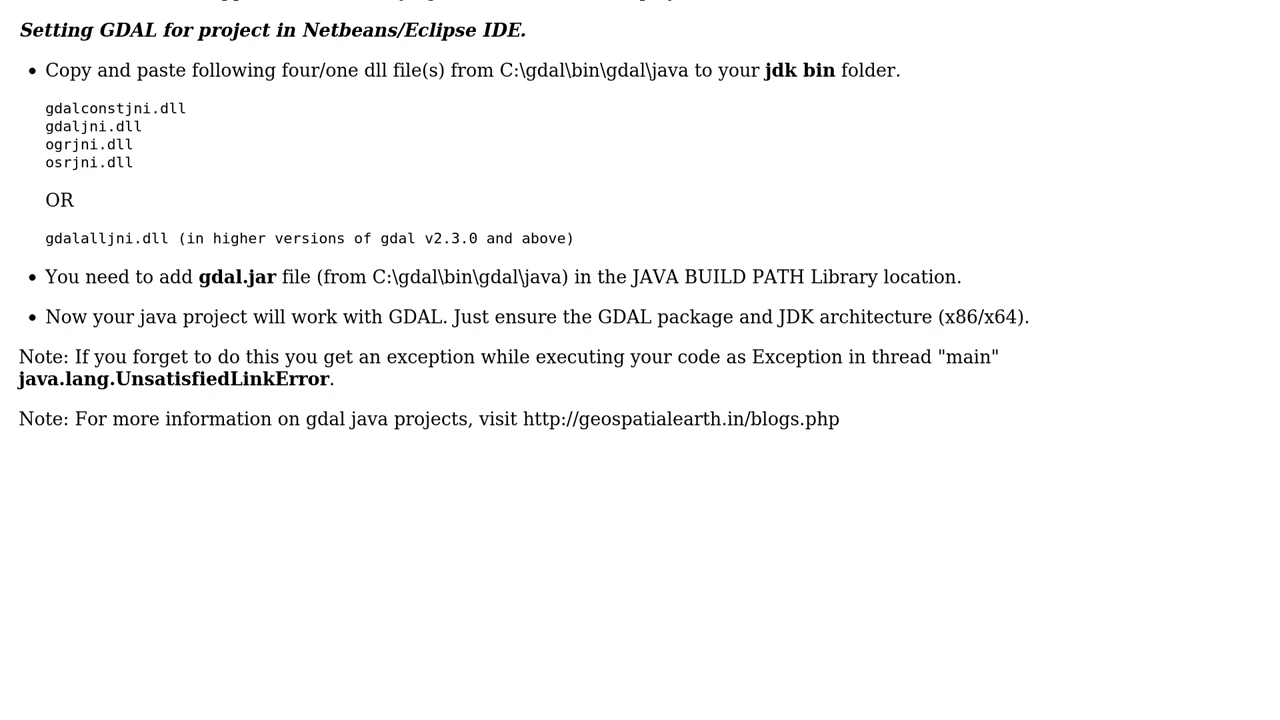 Setting GDAL for project in Netbeans/Eclipse IDE.
• Copy and paste following four/one dll file(s) from C:\gdal\bin\gdal\java to your jdk bin folder.
gdalconstjni.dll
gdaljni.dll
ogrjni.dll
osrjni.dll
OR
gdalalljni.dll (in higher versions of gdal v2.3.0 and above)
• You need to add gdal.jar file (from C:\gdal\bin\gdal\java) in the JAVA BUILD PATH Library location.
• Now your java project will work with GDAL. Just ensure the GDAL package and JDK architecture (x86/x64).
Note: If you forget to do this you get an exception while executing your code as Exception in thread "main"
java.lang.UnsatisfiedLinkError.
Note: For more information on gdal java projects, visit http://geospatialearth.in/blogs.php